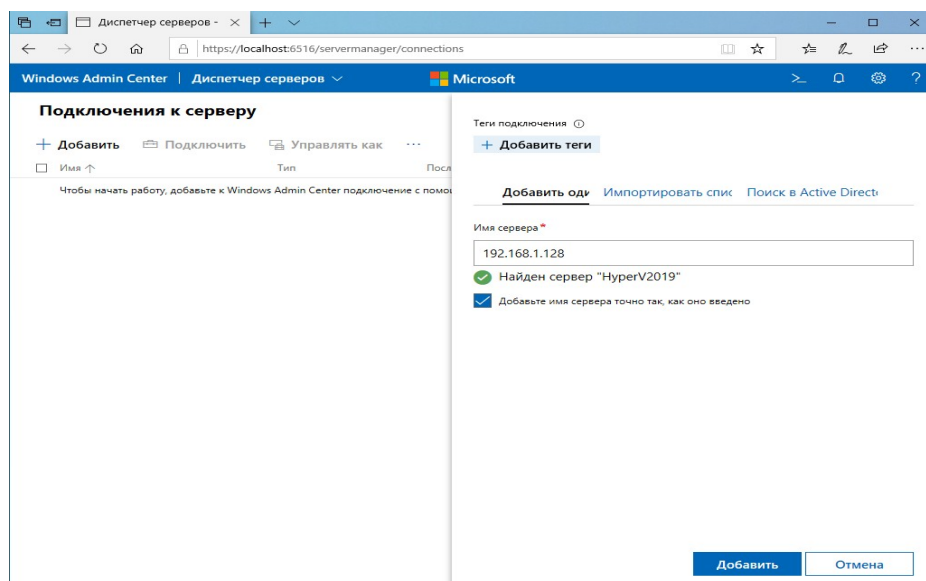 Диспетчер серверов -
https://localhost:6516/servermanager/connections
Windows Admin Center | Диспетчер серверов
Microsoft
Подключения к серверу
Добавить Подключить Управлять как ...
Имя Тип Посл
Чтобы начать работу, добавьте к Windows Admin Center подключение с помощ
Теги подключения
+ Добавить теги
Добавить оди Импортировать спис Поиск в Active Direct
Имя сервера *
192.168.1.128
Найден сервер "HyperV2019"
Добавьте имя сервера точно так, как оно введено
Добавить Отмена